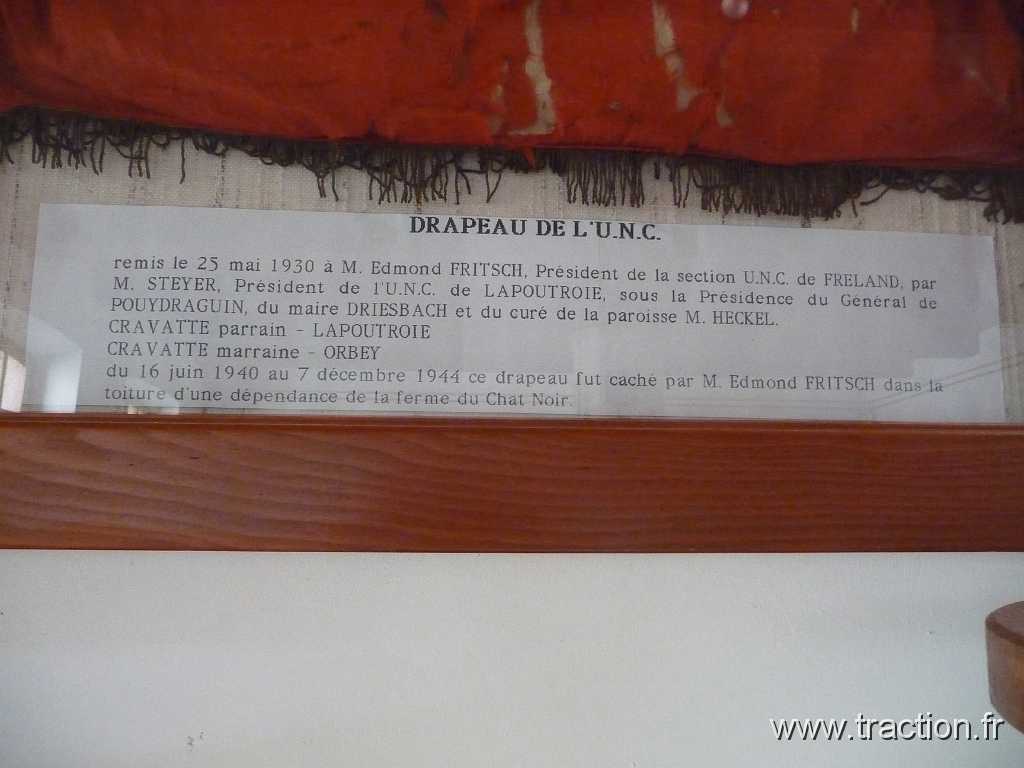 DRAPEAU DE L'U.N.C.
remis le 25 mai 1930 à M. Edmond FRITSCH, Président de la section U.N.C. de FRELAND, par
M. STEYER, Président de l'U.N.C. de LAPOUTROIE, sous la Présidence du Général de
POUYDRAGUIN, du maire DRIESBACH et du curé de la paroisse M. HECKEL.
CRAVATTE parrain - LAPOUTROIE
CRAVATTE marraine - ORBEY
du 16 juin 1940 au 7 décembre 1944 ce drapeau fut caché par M. Edmond FRITSCH dans la
toiture d'une dépendance de la ferme du Chat Noir.
www.traction.fr